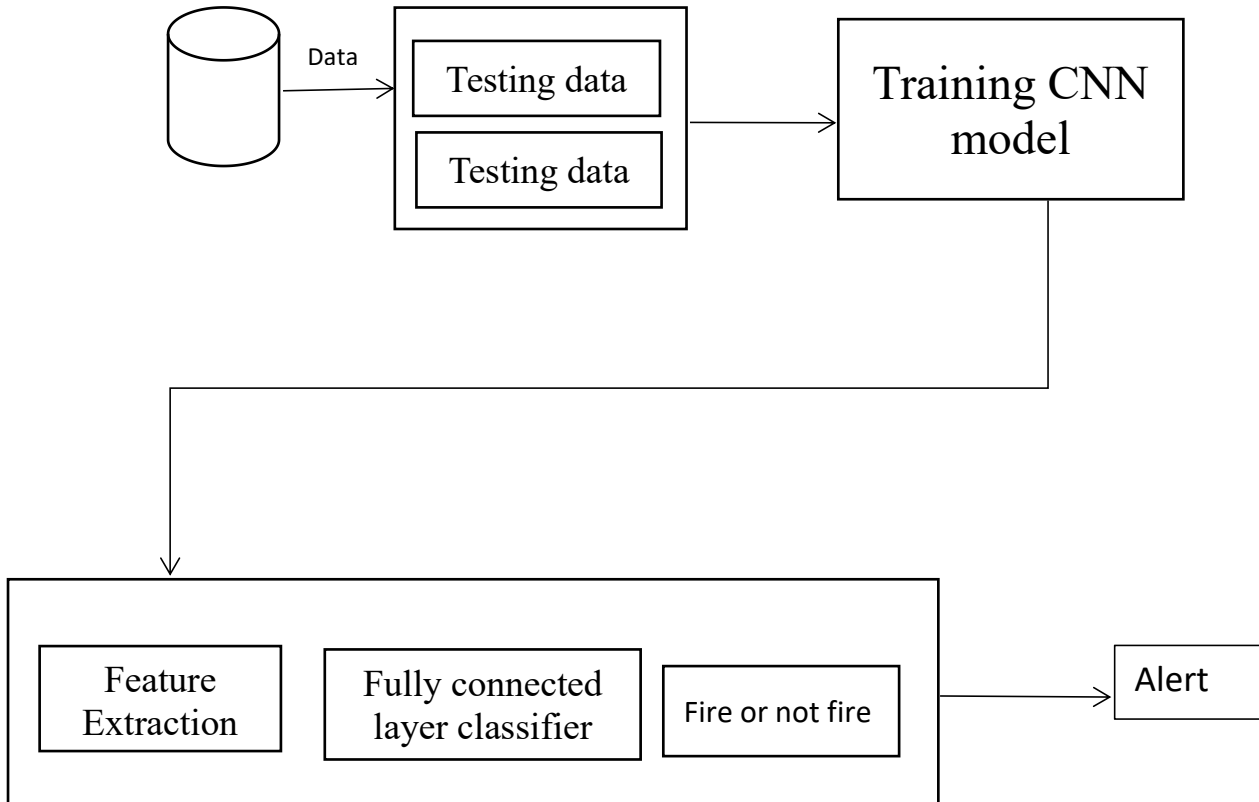 Data
Testing data
Testing data
Training CNN
model
Feature
Extraction
Fully connected
layer classifier
Fire or not fire
Alert